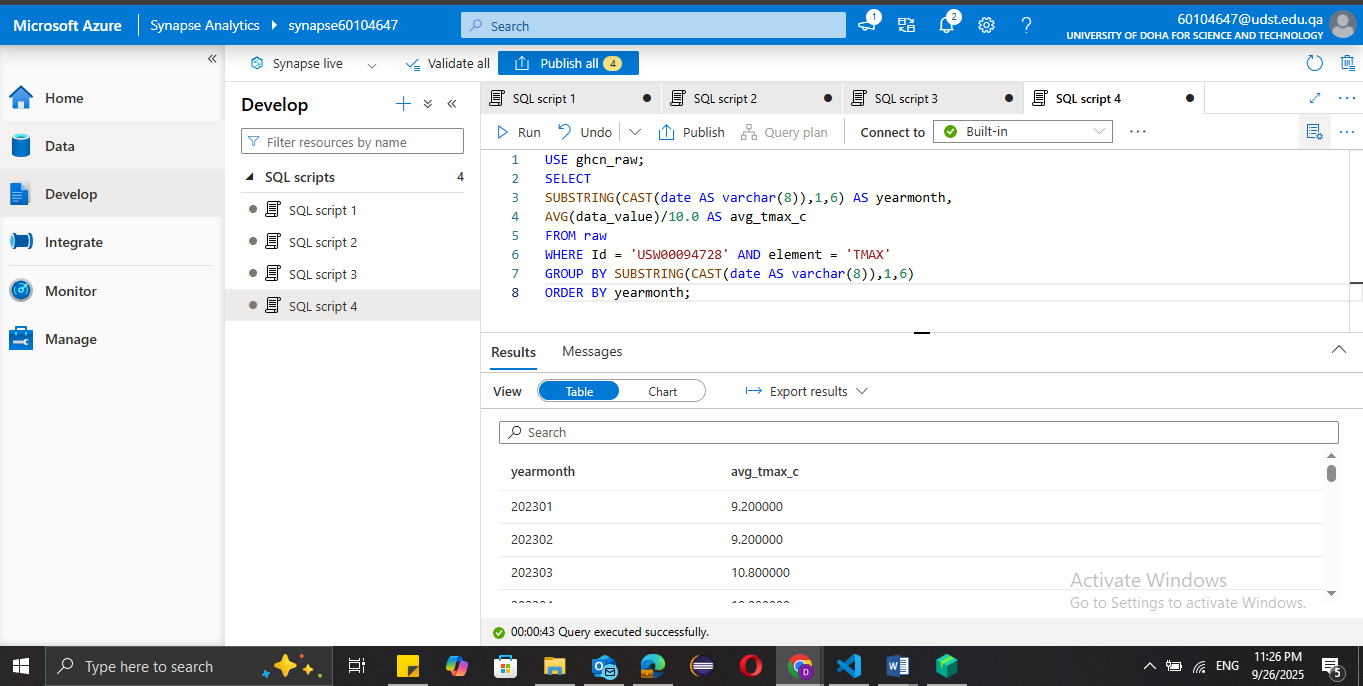 Microsoft Azure
Synapse Analytics
synapse60104647
Search
1
2
60104647@udst.edu.qa
UNIVERSITY OF DOHA FOR SCIENCE AND TECHNOLOGY
Home
Data
Develop
Integrate
Monitor
Manage
Synapse live
Validate all
Publish all 4
Develop
Filter resources by name
SQL scripts 4
SQL script 1
SQL script 2
SQL script 3
SQL script 4
SQL script 1
SQL script 2
SQL script 3
SQL script 4
Run
Undo
Publish
Query plan
Connect to
Built-in
1 USE ghcn_raw;
2 SELECT
3 SUBSTRING(CAST(date AS varchar(8)),1,6) AS yearmonth,
4 AVG(data_value)/10.0 AS avg_tmax_c
5 FROM raw
6 WHERE Id = 'USW00094728' AND element = 'TMAX'
7 GROUP BY SUBSTRING(CAST(date AS varchar(8)),1,6)
8 ORDER BY yearmonth;
Results
Messages
View
Table
Chart
Export results
Search
yearmonth avg_tmax_c
202301 9.200000
202302 9.200000
202303 10.800000
Activate Windows
Go to Settings to activate Windows.
00:00:43 Query executed successfully.
Type here to search
D
ENG
11:26 PM
9/26/2025
5